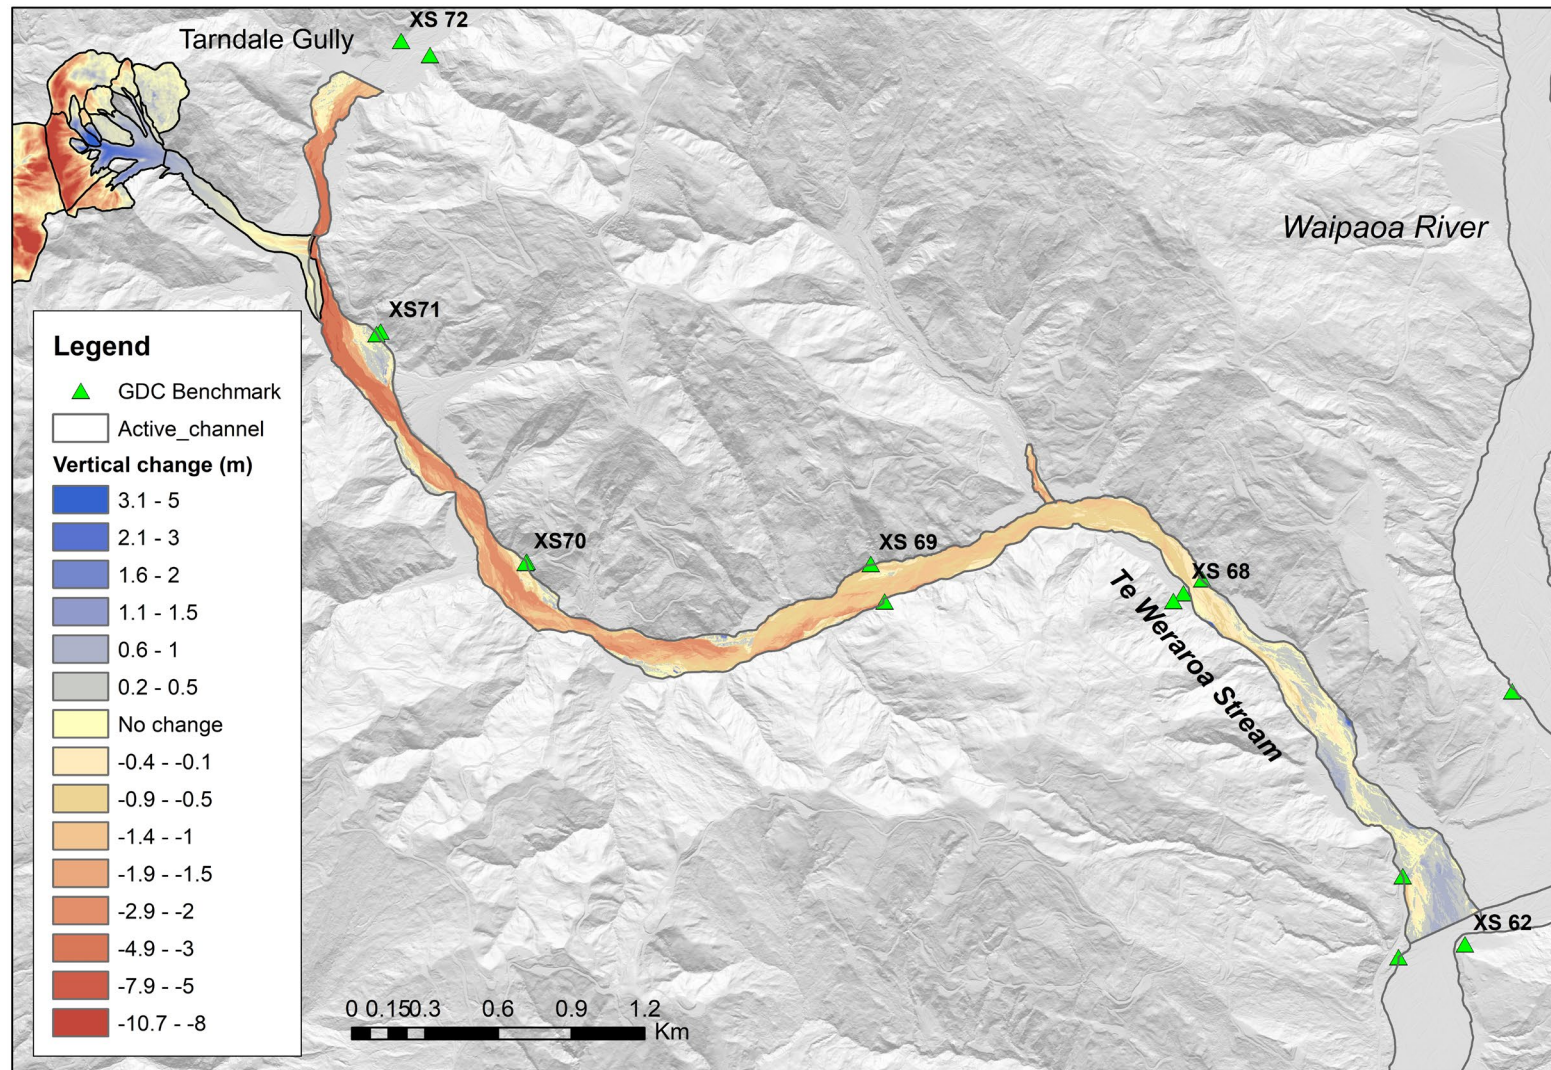 XS 72
Tarndale Gully
Waipaoa River
XS71
XS70
XS 69
XS 68
Te Weraroa Stream
XS 62
Legend
GDC Benchmark
Active_channel
Vertical change (m)
3.1 - 5
2.1 - 3
1.6 - 2
1.1 - 1.5
0.6 - 1
0.2 - 0.5
No change
-0.4 - -0.1
-0.9 - -0.5
-1.4 - -1
-1.9 - -1.5
-2.9 - -2
-4.9 - -3
-7.9 - -5
-10.7 - -8
0 0.150.3 0.6 0.9 1.2
Km